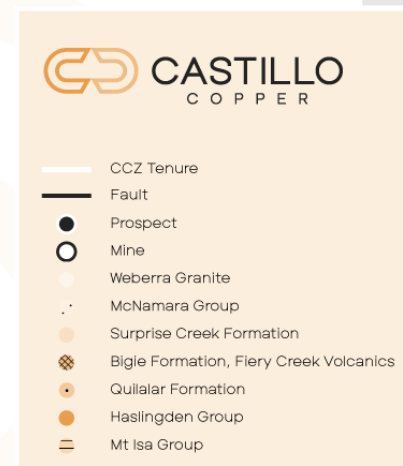 CASTILLO
COPPER
CCZ Tenure
Fault
Prospect
Mine
Weberra Granite
McNamara Group
Surprise Creek Formation
Bigie Formation, Fiery Creek Volcanics
Quilalar Formation
Haslingden Group
Mt Isa Group